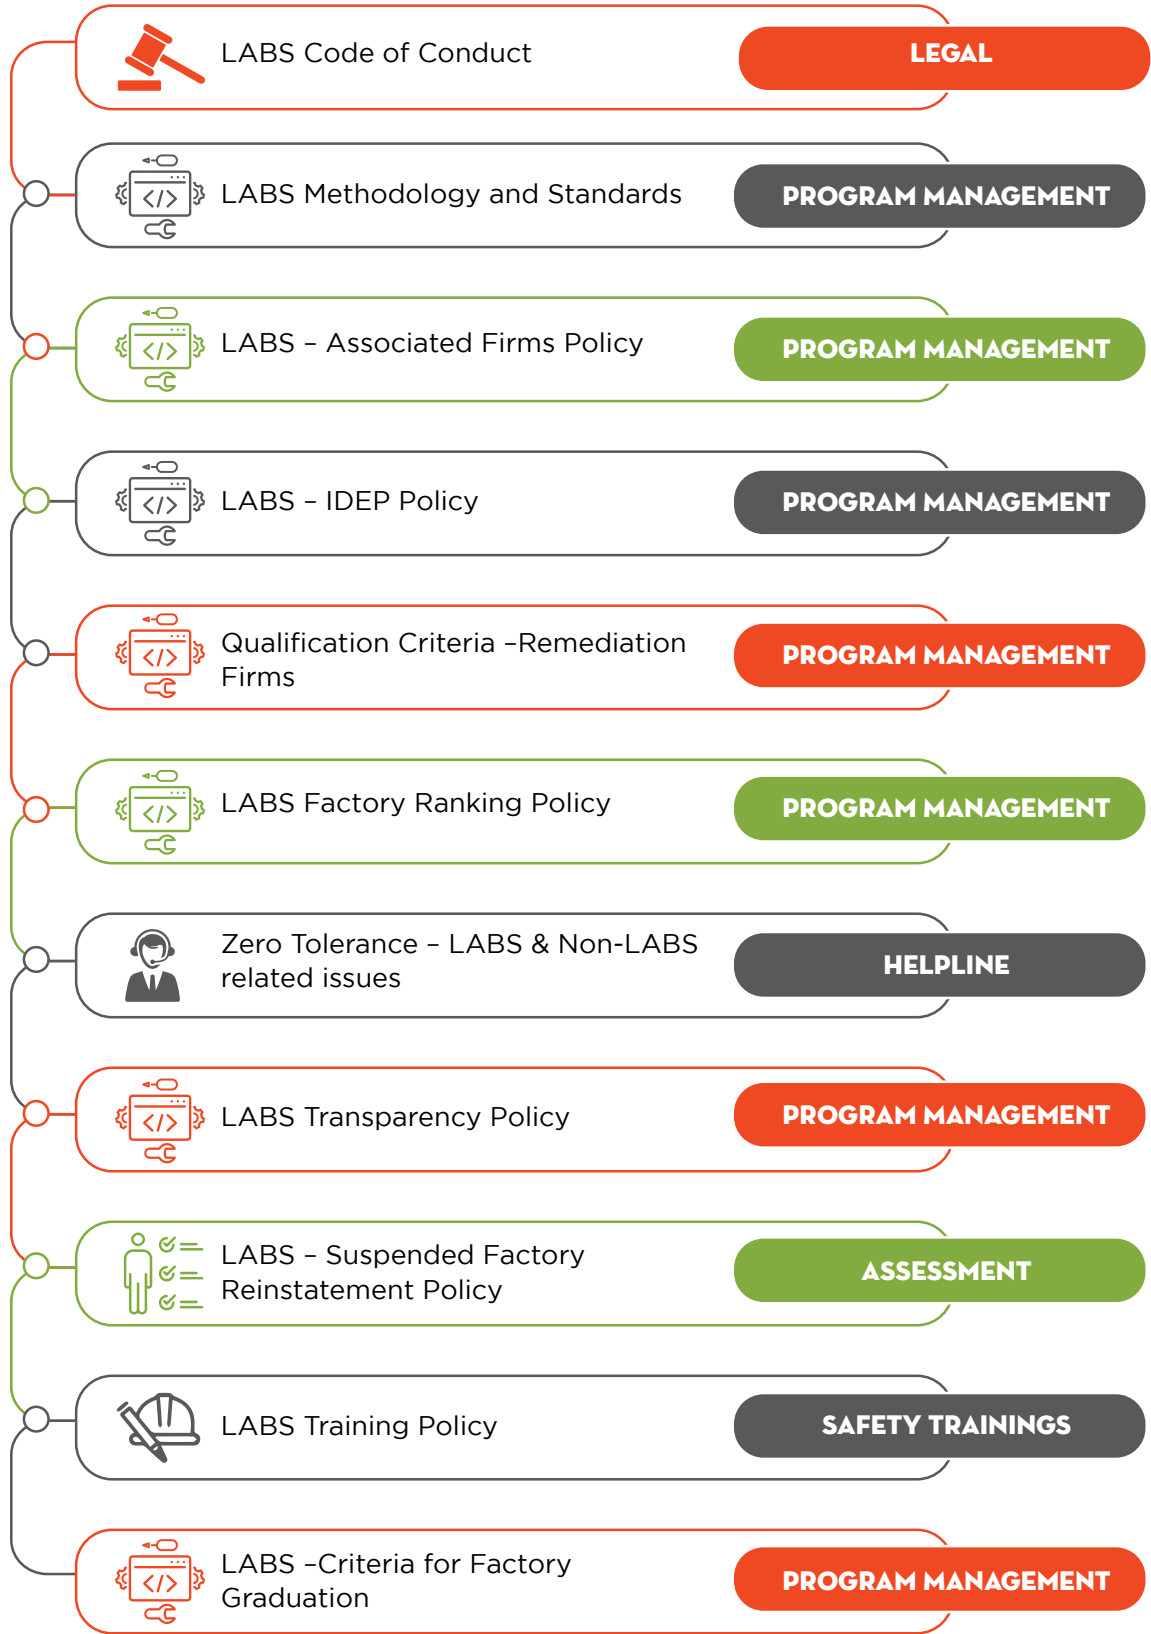 LABS Code of Conduct
LEGAL
</>
LABS Methodology and Standards
PROGRAM MANAGEMENT
</>
LABS – Associated Firms Policy
PROGRAM MANAGEMENT
</>
LABS – IDEP Policy
PROGRAM MANAGEMENT
</>
Qualification Criteria –Remediation
Firms
PROGRAM MANAGEMENT
</>
LABS Factory Ranking Policy
PROGRAM MANAGEMENT
Zero Tolerance – LABS & Non-LABS
related issues
HELPLINE
</>
LABS Transparency Policy
PROGRAM MANAGEMENT
LABS – Suspended Factory
Reinstatement Policy
ASSESSMENT
LABS Training Policy
SAFETY TRAININGS
</>
LABS –Criteria for Factory
Graduation
PROGRAM MANAGEMENT